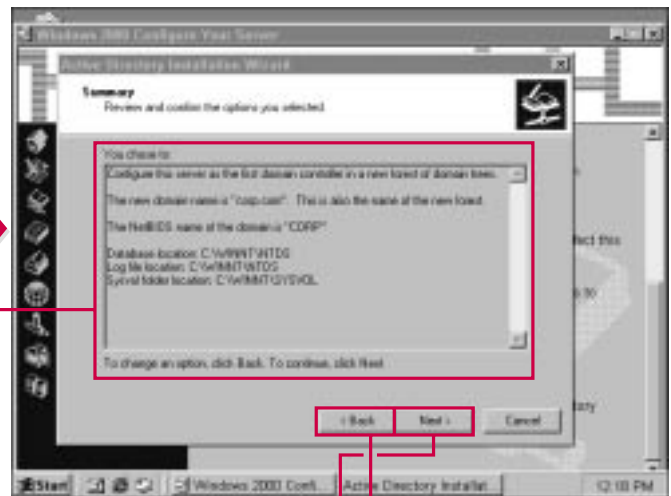 Windows 2000 Configure Your Server
Active Directory Installation Wizard
Summary
Review and confirm the options you selected.
You chose to:
Configure this server as the first domain controller in a new forest of domain trees.
The new domain name is "corp.com". This is also the name of the new forest.
The NetBIOS name of the domain is "CORP"
Database location: C:\WINNT\NTDS
Log file location: C:\WINNT\NTDS
Sysvol folder location: C:\WINNT\SYSVOL
To change an option, click Back. To continue, click Next
< Back
Next >
Cancel
Start
Windows 2000 Confi...
Active Directory Installat...
12:18 PM